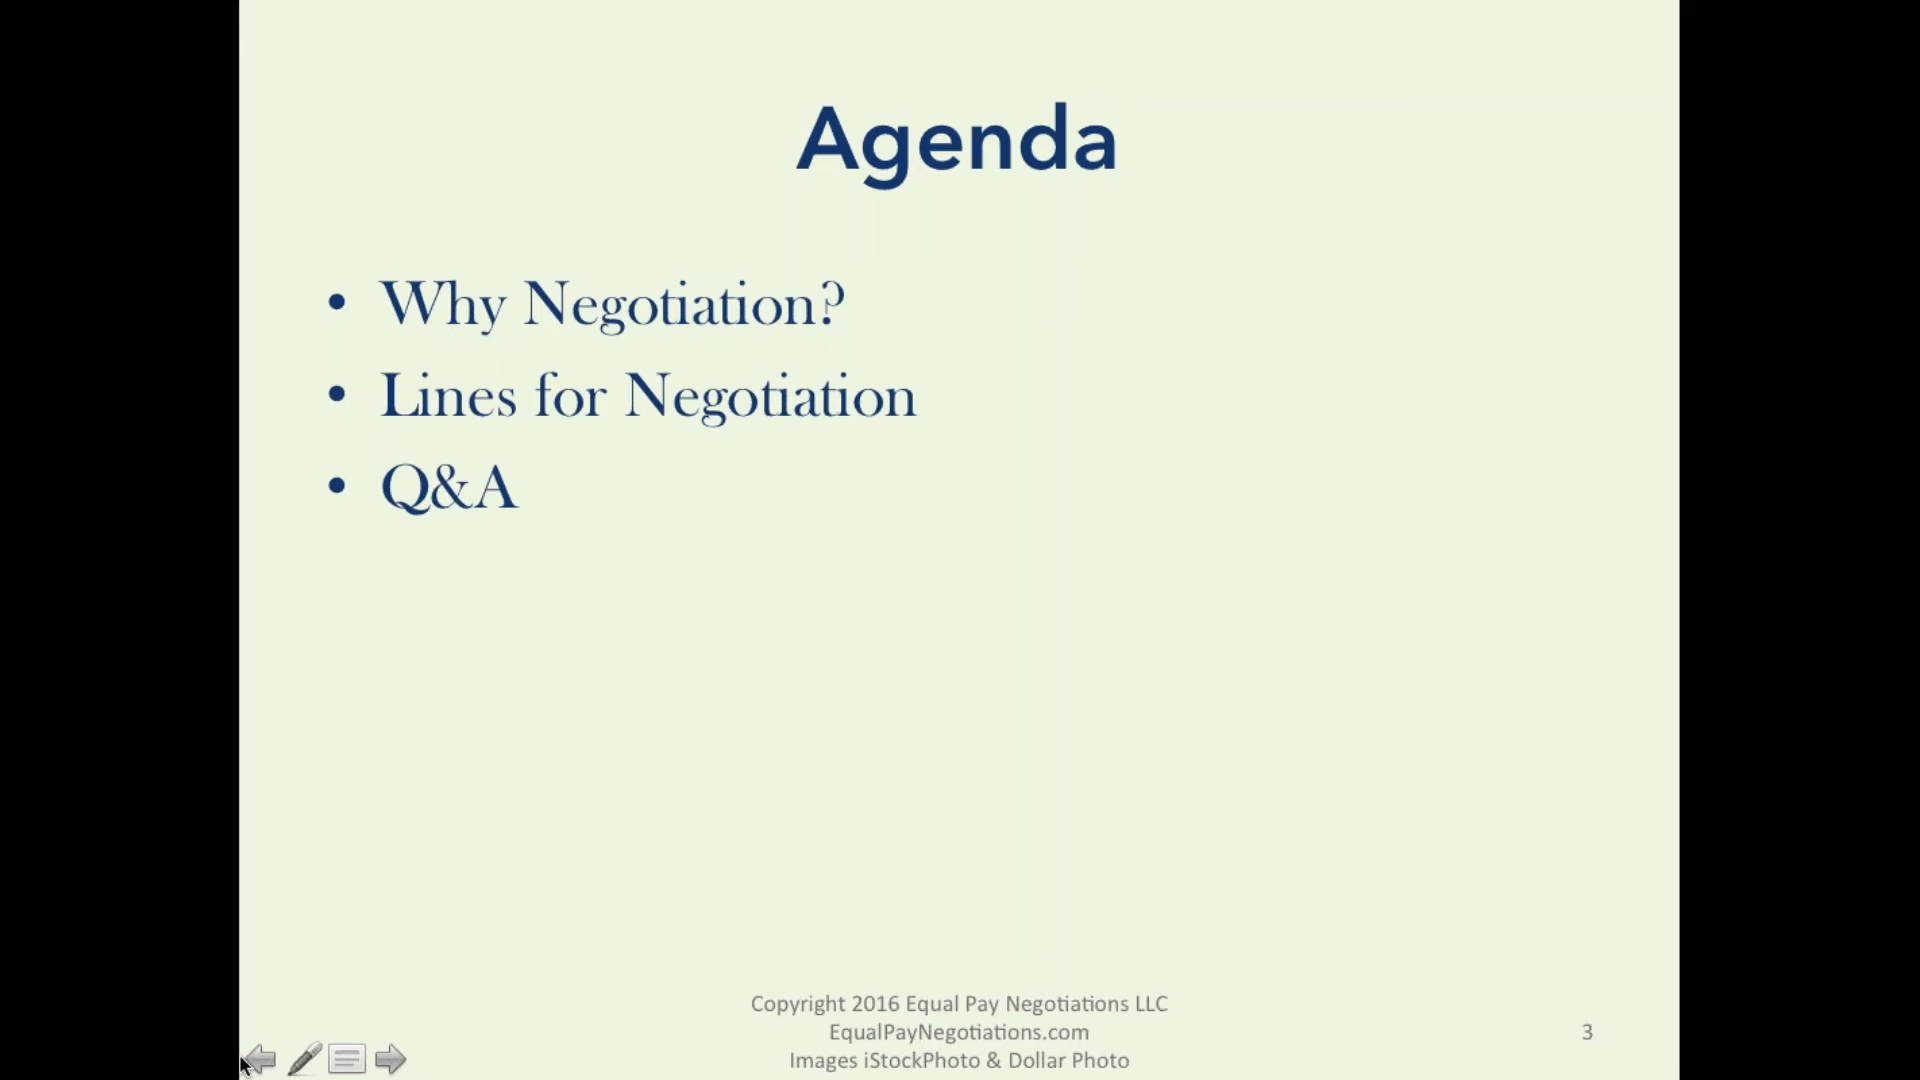 Agenda
• Why Negotiation?
• Lines for Negotiation
• Q&A
Copyright 2016 Equal Pay Negotiations LLC
EqualPayNegotiations.com
Images iStockPhoto & Dollar Photo
3